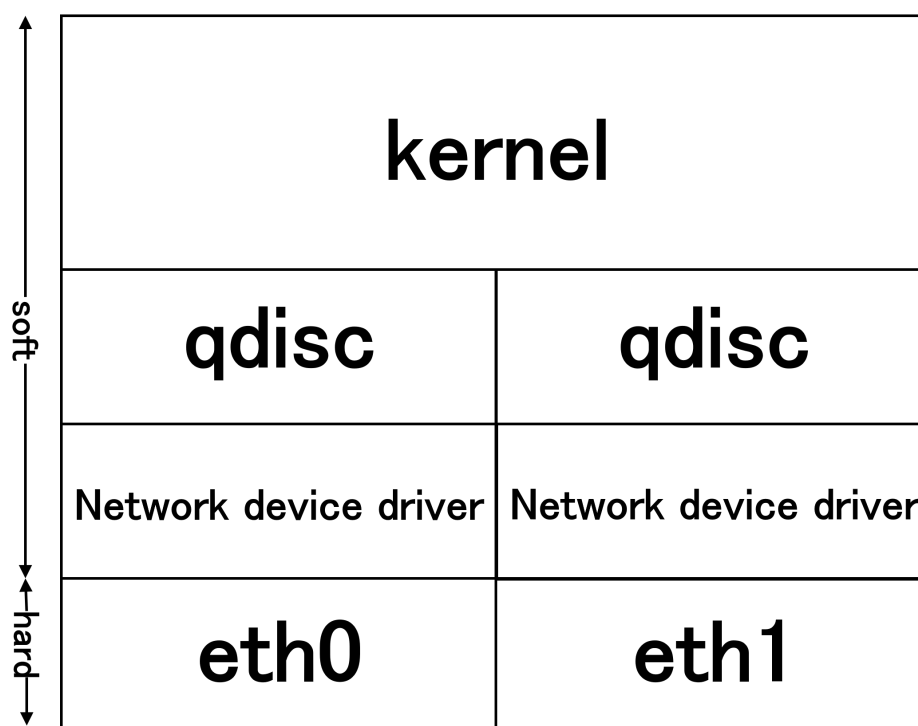 kernel
soft
qdisc
qdisc
Network device driver
Network device driver
hard
eth0
eth1